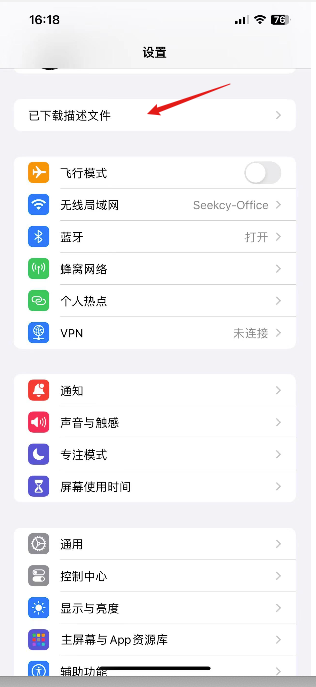 16:18
76
设置
已下载描述文件
飞行模式
无线局域网 Seekcy-Office
蓝牙 打开
蜂窝网络
个人热点
VPN 未连接
通知
声音与触感
专注模式
屏幕使用时间
通用
控制中心
显示与亮度
主屏幕与App资源库
辅助功能